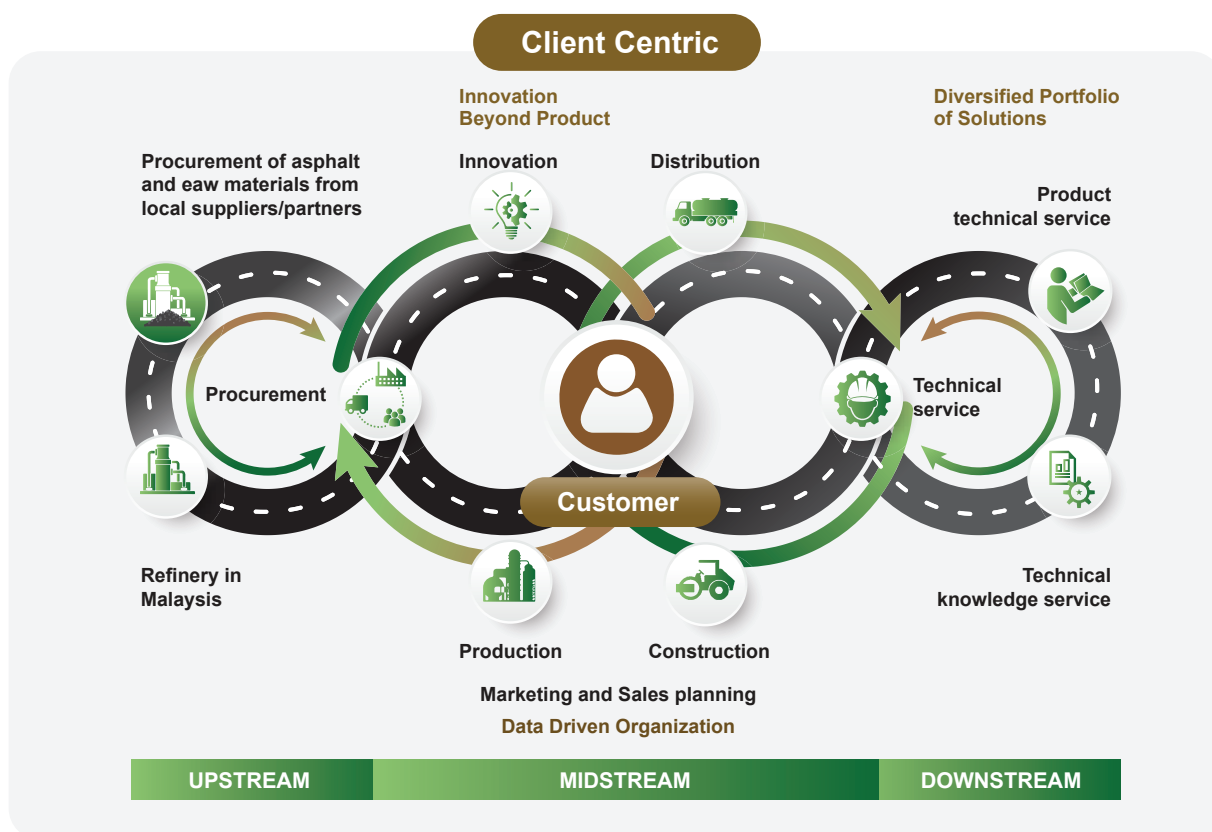 Client Centric
Innovation
Beyond Product
Diversified Portfolio
of Solutions
Procurement of asphalt
and eaw materials from
local suppliers/partners
Innovation
Distribution
Product
technical service
Procurement
Technical
service
Customer
Refinery in
Malaysis
Technical
knowledge service
Production
Construction
Marketing and Sales planning
Data Driven Organization
UPSTREAM
MIDSTREAM
DOWNSTREAM